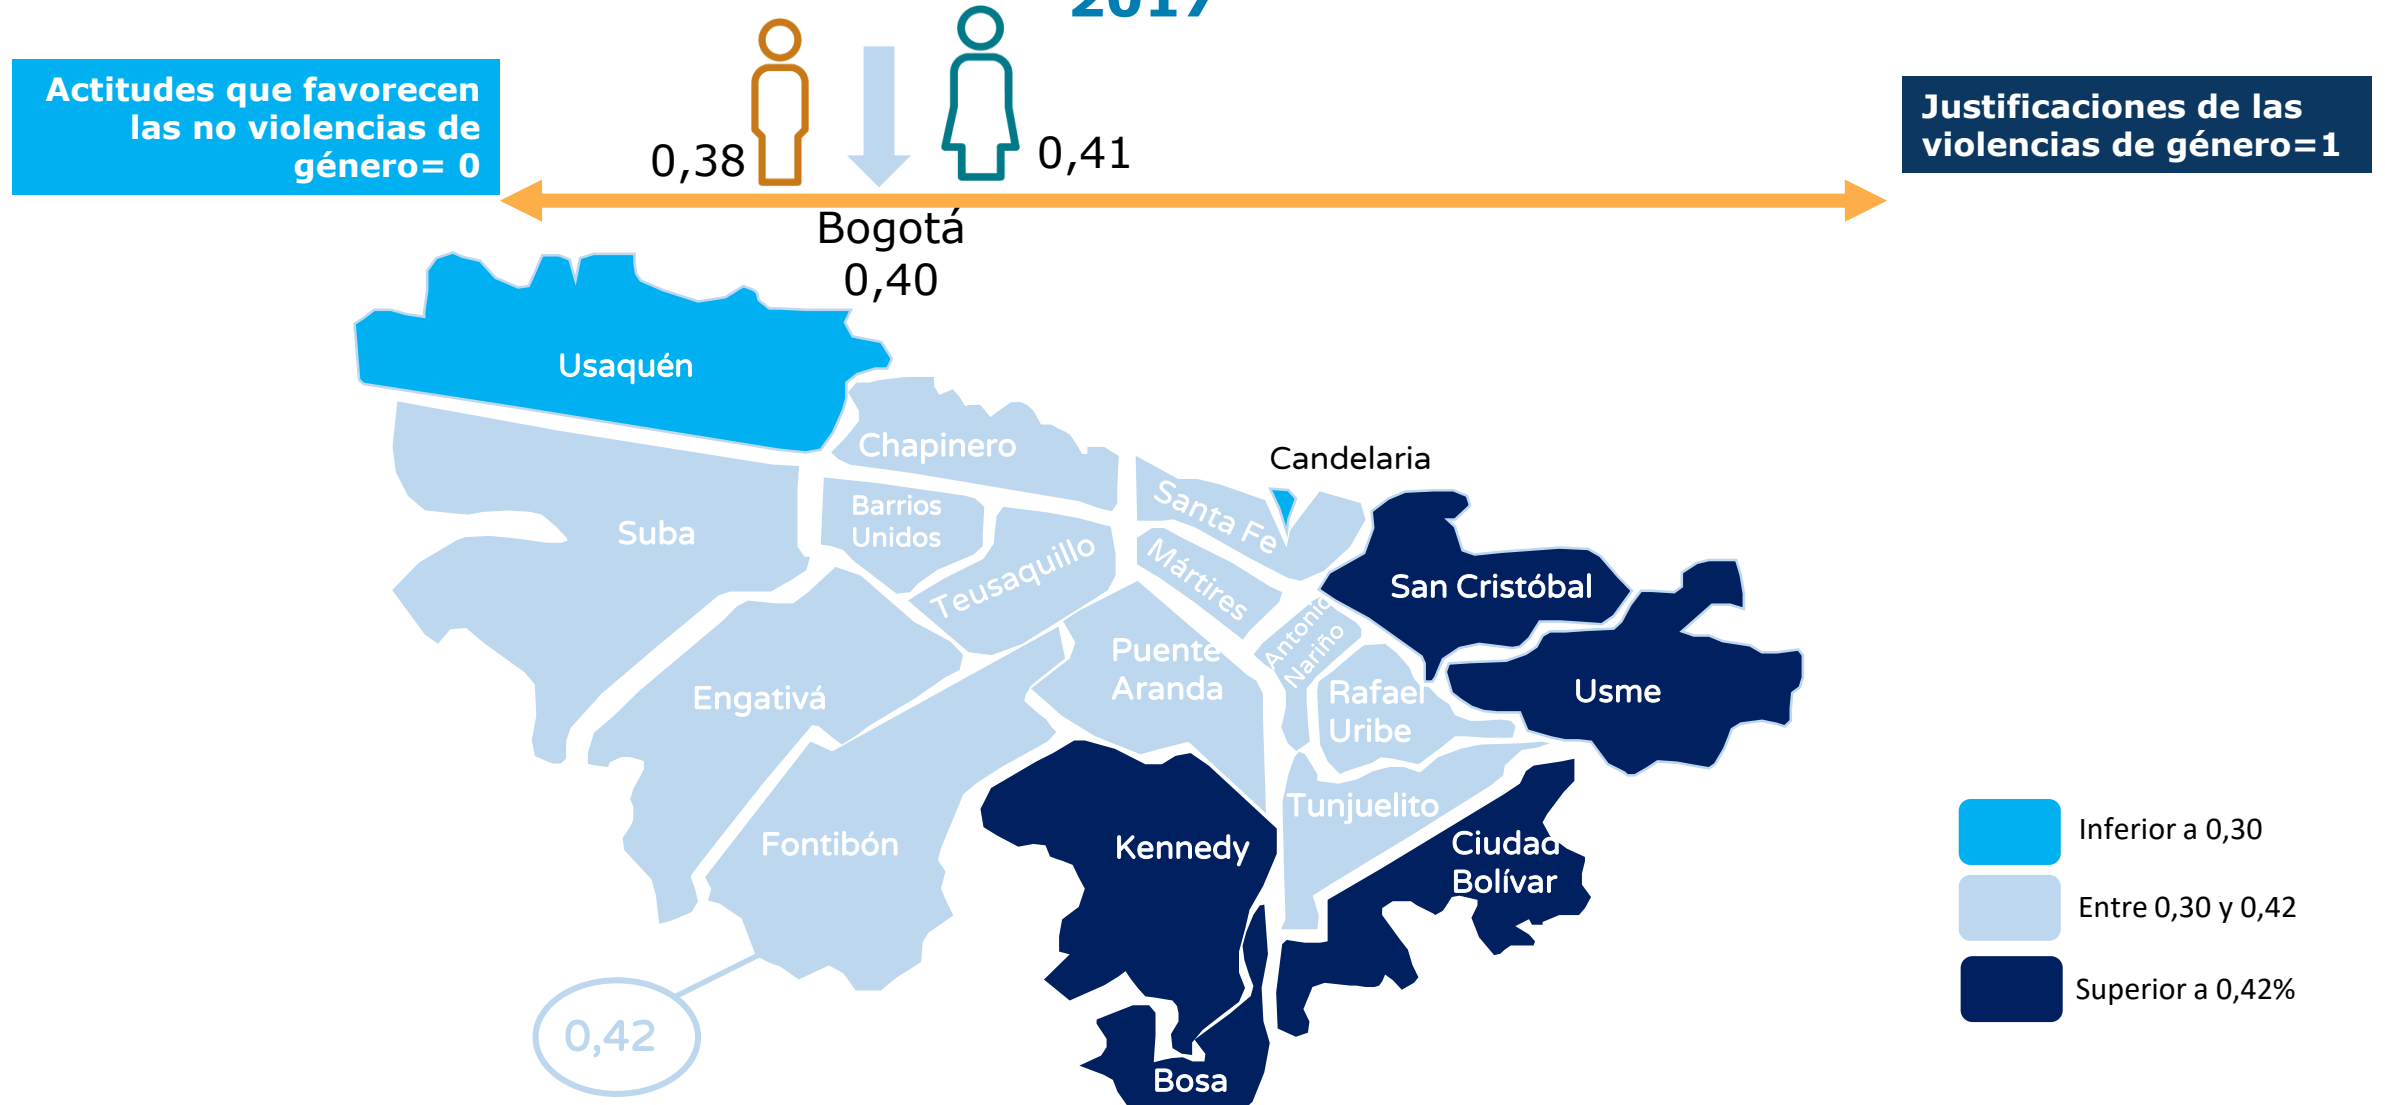 2017
Actitudes que favorecen
las no violencias de
género= 0
Justificaciones de las
violencias de género=1
0,38
0,41
Bogotá
0,40
Usaquén
Chapinero
Candelaria
Santa Fe
Barrios
Unidos
Suba
Teusaquillo
Mártires
San Cristóbal
Antonio
Nariño
Puente
Aranda
Engativá
Rafael
Uribe
Usme
Tunjuelito
Fontibón
Kennedy
Ciudad
Bolívar
Inferior a 0,30
Entre 0,30 y 0,42
Superior a 0,42%
0,42
Bosa